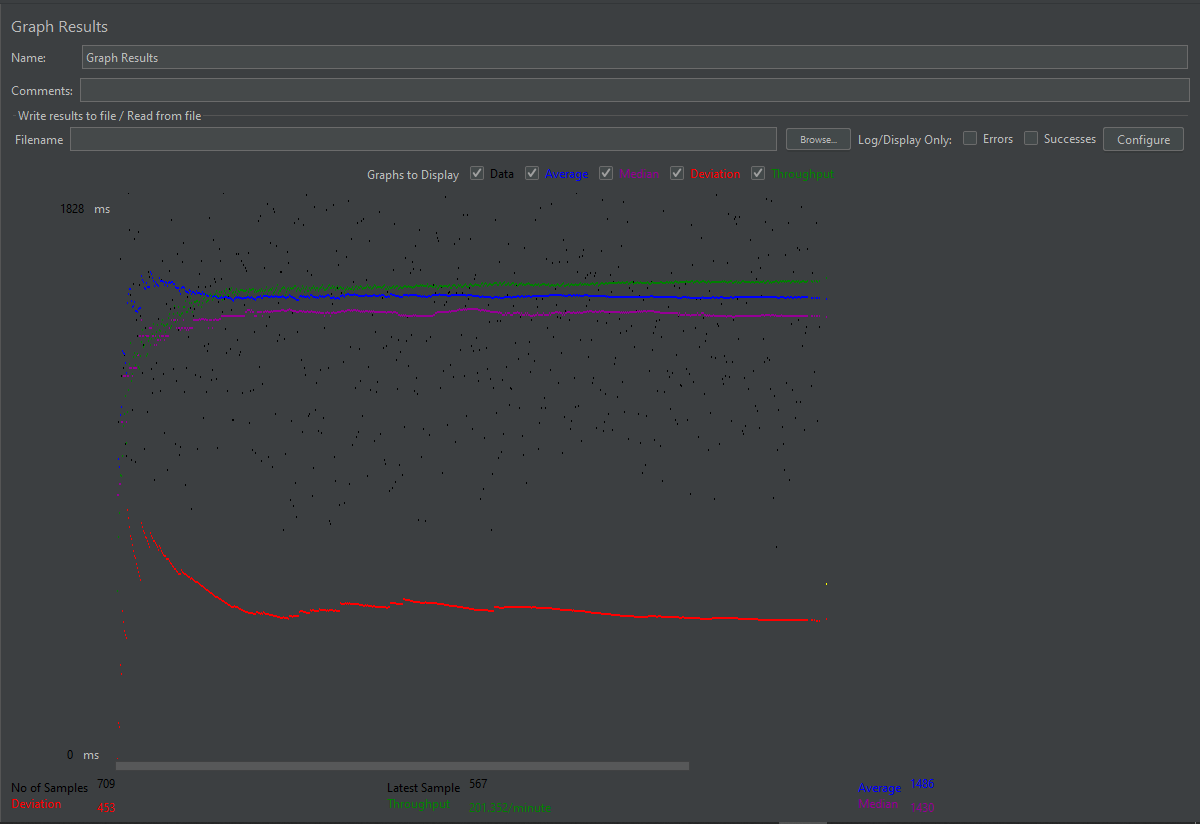 Graph Results
Name: Graph Results
Comments:
Write results to file / Read from file
Filename Browse... Log/Display Only: Errors Successes Configure
Graphs to Display Data Average Median Deviation Throughput
1828 ms
0 ms
No of Samples 709 Latest Sample 567 Average 1486
Deviation 453 Throughput 201.352/minute Median